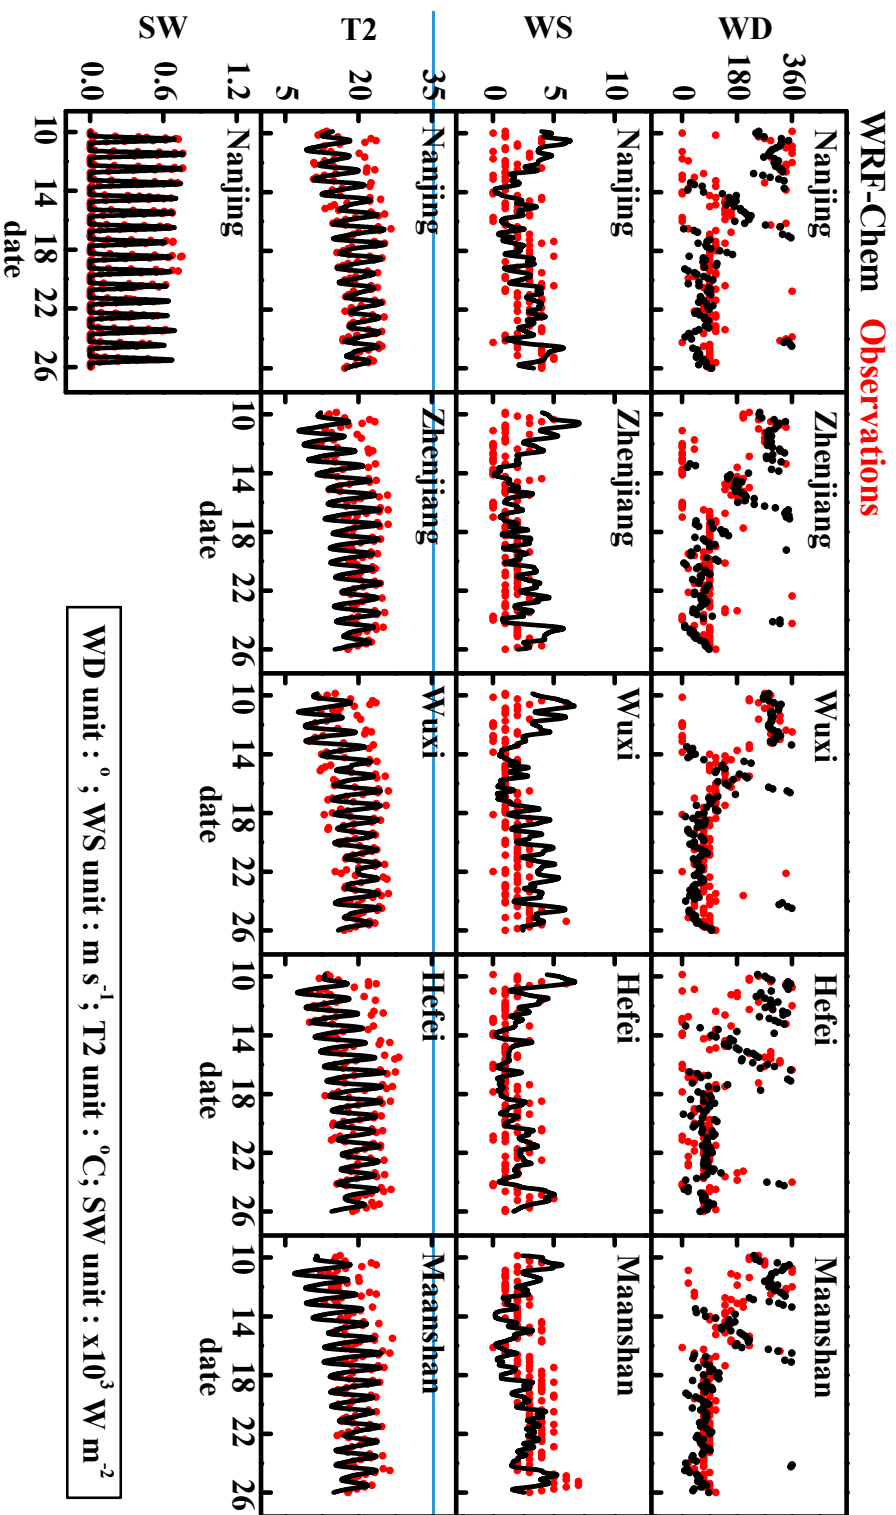 WRF-Chem Observations
WD
360
180
0
Nanjing
Zhenjiang
Wuxi
Hefei
Maanshan
WS
10
5
0
Nanjing
Zhenjiang
Wuxi
Hefei
Maanshan
T2
35
20
5
Nanjing
Zhenjiang
Wuxi
Hefei
Maanshan
10 14 18 22 26
date
10 14 18 22 26
date
10 14 18 22 26
date
10 14 18 22 26
date
SW
1.2
0.6
0.0
Nanjing
10 14 18 22 26
date
WD unit : °; WS unit : m s⁻¹; T2 unit : °C; SW unit : x10³ W m⁻²